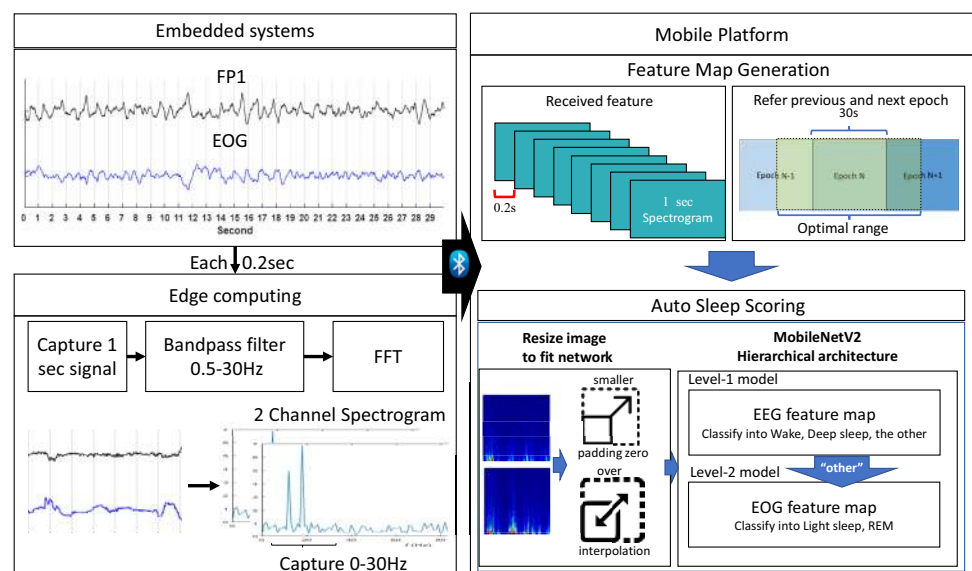 Embedded systems
FP1
EOG
0 1 2 3 4 5 6 7 8 9 10 11 12 13 14 15 16 17 18 19 20 21 22 23 24 25 26 27 28 29
Second
Each 0.2sec
Edge computing
Capture 1
sec signal
Bandpass filter
0.5-30Hz
FFT
2 Channel Spectrogram
Capture 0-30Hz
Mobile Platform
Feature Map Generation
Received feature
0.2s
1 sec
Spectrogram
Refer previous and next epoch
30s
Epoch N-1
Epoch N
Epoch N+1
Optimal range
Auto Sleep Scoring
Resize image
to fit network
smaller
padding zero
over
interpolation
MobileNetV2
Hierarchical architecture
Level-1 model
EEG feature map
Classify into Wake, Deep sleep, the other
"other"
Level-2 model
EOG feature map
Classify into Light sleep, REM